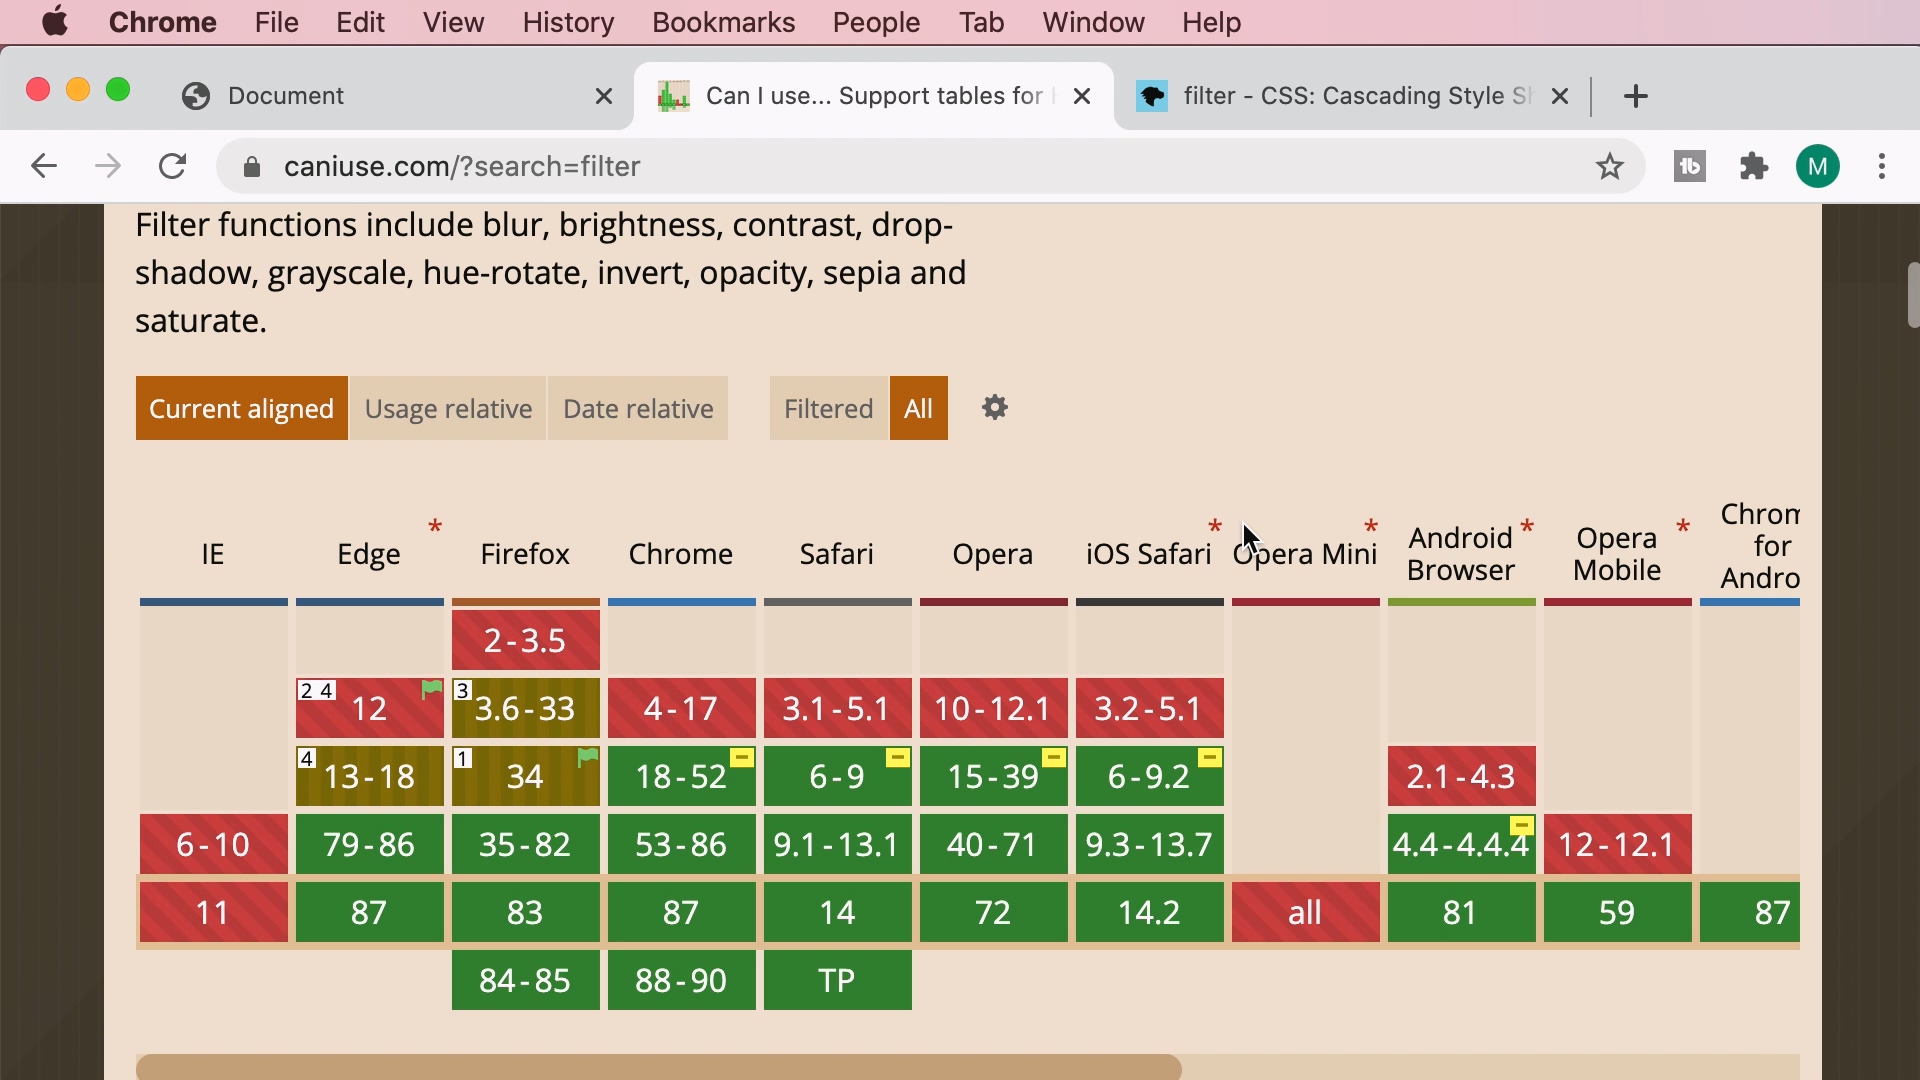 Chrome File Edit View History Bookmarks People Tab Window Help
Document
Can I use... Support tables for
filter - CSS: Cascading Style Sh
caniuse.com/?search=filter
M
Filter functions include blur, brightness, contrast, drop-
shadow, grayscale, hue-rotate, invert, opacity, sepia and
saturate.
Current aligned Usage relative Date relative Filtered All
IE Edge * Firefox Chrome Safari Opera iOS Safari * Opera Mini * Android Browser * Opera Mobile * Chrom for Andro
2-3.5
2 4 12 3 3.6-33 4-17 3.1-5.1 10-12.1 3.2-5.1
4 13-18 1 34 18-52 6-9 15-39 6-9.2 2.1-4.3
6-10 79-86 35-82 53-86 9.1-13.1 40-71 9.3-13.7 4.4-4.4.4 12-12.1
11 87 83 87 14 72 14.2 all 81 59 87
84-85 88-90 TP